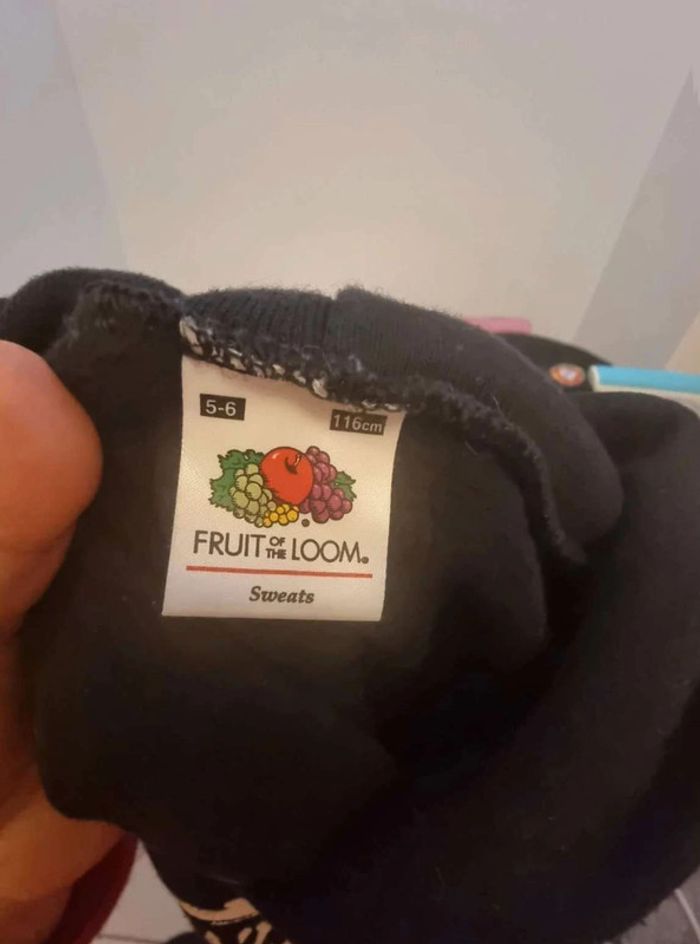 5-6
116cm
FRUIT OF THE LOOM®
Sweats